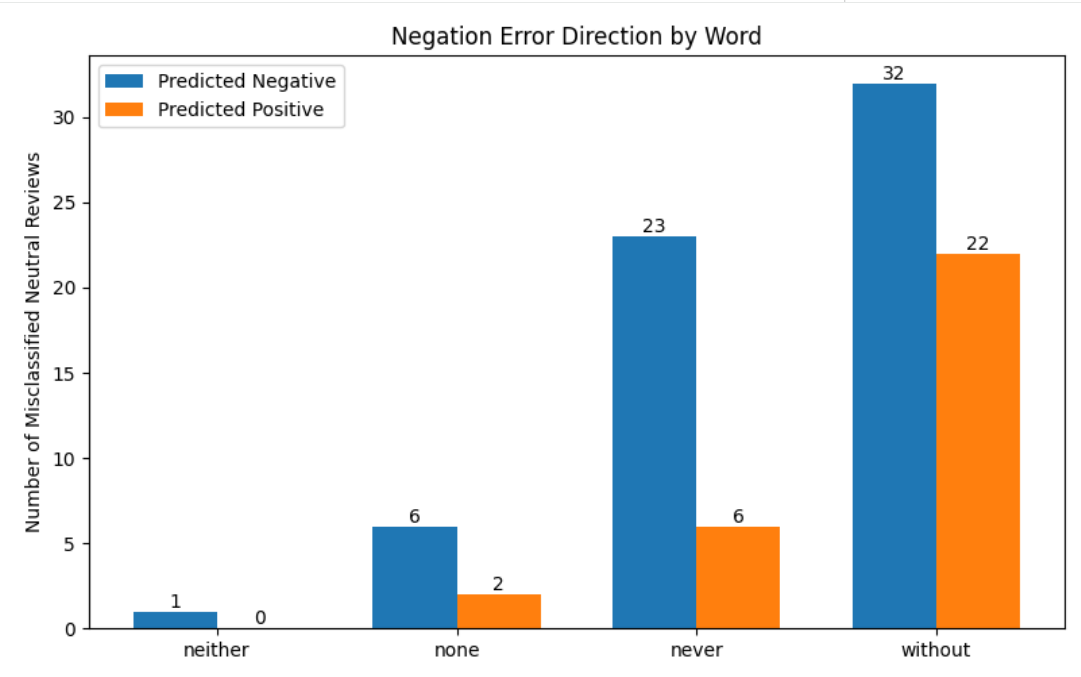 Negation Error Direction by Word
Predicted Negative
Predicted Positive
Number of Misclassified Neutral Reviews
30
25
20
15
10
5
0
1
0
6
2
23
6
32
22
neither
none
never
without